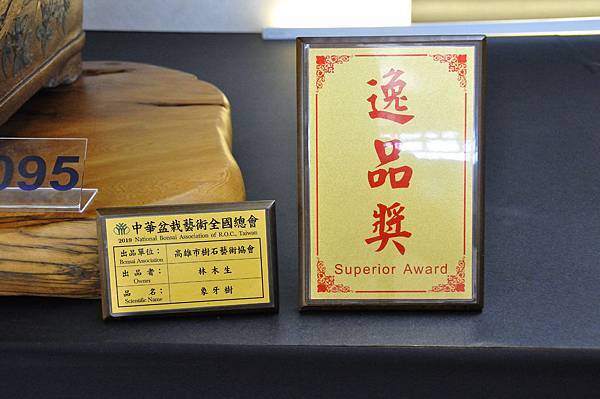 095
中華盆栽藝術全國總會
2019 National Bonsai Association of R.O.C., Taiwan
出品單位： 高雄市樹石藝術協會
Bonsai Association
出品者： 林木生
Owner
品名： 象牙樹
Scientific Name
逸品獎
Superior Award